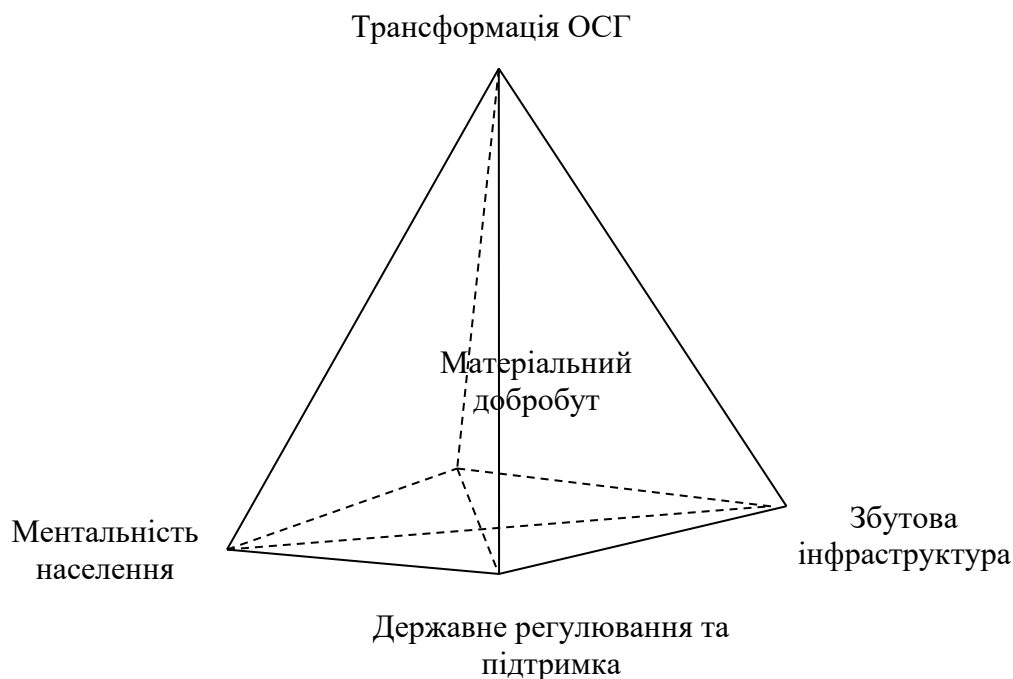 Трансформація ОСГ
Матеріальний
добробут
Ментальність
населення
Збутова
інфраструктура
Державне регулювання та
підтримка